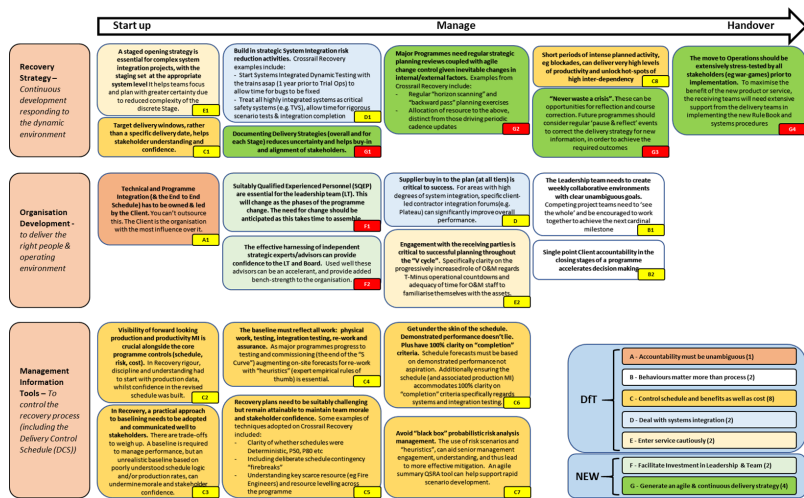 Start up
Manage
Handover
Recovery
Strategy –
Continuous
development
responding to
the dynamic
environment
A staged opening strategy is
essential for complex system
integration projects, with
the staging set at the appropriate
system level It helps teams focus
and plan with greater certainty due to
reduced complexity of the
discrete Stage.
E1
Target delivery windows, rather
than a specific delivery date, helps
stakeholder understanding and
confidence.
C1
Build in strategic System Integration risk
reduction activities. Crossrail Recovery
examples include:
- Start Systems Integrated Dynamic Testing with
the trains asap (1 year prior to Trial Ops) to allow
time for bugs to be fixed
- Treat all highly integrated systems as critical
safety systems (e.g. TVS), allow time for rigorous
scenario tests & integration completion
D1
Documenting Delivery Strategies (overall and for
each Stage) reduces uncertainty and helps buy-in
and alignment of stakeholders.
G1
Major Programmes need regular strategic
planning reviews coupled with agile
change control given inevitable changes in
internal/external factors. Examples from
Crossrail Recovery include:
- Regular "horizon scanning" and
"backward pass" planning exercises
- Allocation of resource to the above,
distinct from those driving periodic
cadence updates
G2
Short periods of intense planned activity,
eg blockades, can deliver very high levels
of productivity and unlock hot-spots of
high inter-dependency
C8
"Never waste a crisis". These can be
opportunities for reflection and course
correction. Future programmes should
consider regular 'pause & reflect' events
to correct the delivery strategy for new
information, in order to achieve the
required outcomes
G3
The move to Operations should be
extensively stress-tested by all
stakeholders (eg war-games) prior to
implementation. To maximise the
benefit of the new product or service,
the receiving teams will need extensive
support from the delivery teams in
implementing the new Rule Book and
systems procedures
G4
Organisation
Development -
to deliver the
right people &
operating
environment
Technical and Programme
Integration (& the End to End
Schedule) has to be owned & led
by the Client. You can't outsource
this. The Client is the organisation
with the most influence over it.
A1
Suitably Qualified Experienced Personnel (SQEP)
are essential for the leadership team (LT). This
will change as the phases of the programme
change. The need for change should be
anticipated as this takes time to assemble
F1
The effective harnessing of independent
strategic experts/advisors can provide
confidence to the LT and Board. Used well these
advisors can be an accelerant, and provide added
bench-strength to the organisation.
F2
Supplier buy in to the plan (at all tiers) is
critical to success. For areas with high
degrees of system integration, specific client-
led contractor integration forums(e.g.
Plateau) can significantly improve overall
performance.
D
Engagement with the receiving parties is
critical to successful planning throughout
the "V cycle". Specifically clarity on the
progressively increased role of O&M regards
T-Minus operational countdowns and
adequacy of time for O&M staff to
familiarise themselves with the assets.
E2
The Leadership team needs to create
weekly collaborative environments
with clear unambiguous goals.
Competing project teams need to 'see
the whole' and be encouraged to work
together to achieve the next cardinal
milestone
B1
Single point Client accountability in
the closing stages of a programme
accelerates decision making
B2
Management
Information
Tools – To
control the
recovery process
(including the
Delivery Control
Schedule (DCS))
Visibility of forward looking
production and productivity MI is
crucial alongside the core
programme controls (schedule,
risk, cost). In Recovery rigour,
discipline and understanding had to
start with production data,
whilst confidence in the revised
schedule was built.
C2
In Recovery, a practical approach
to baselining needs to be adopted
and communicated well to
stakeholders. There are trade-offs
to weigh up. A baseline is required
to manage performance, but an
unrealistic baseline based on
poorly understood schedule logic
and/or production rates, can
undermine morale and stakeholder
confidence.
C3
The baseline must reflect all work: physical
work, testing, integration testing, re-work and
assurance. As major programmes progress to
testing and commissioning (the end of the "S
Curve") augmenting on-site forecasts for re-work
with "heuristics" (expert empirical rules of
thumb) is essential.
C4
Recovery plans need to be suitably challenging
but remain attainable to maintain team morale
and stakeholder confidence. Some examples of
techniques adopted on Crossrail Recovery
included:
- Clarity of whether schedules were
Deterministic, P50, P80 etc
- Including deliberate schedule contingency
"firebreaks"
- Understanding key scarce resource (eg Fire
Engineers) and resource levelling across
the programme
C5
Get under the skin of the schedule.
Demonstrated performance doesn't lie.
Plus have 100% clarity on "completion"
criteria. Schedule forecasts must be based
on demonstrated performance not
aspiration. Additionally ensuring the
schedule (and associated production MI)
accommodates 100% clarity on
"completion" criteria specifically regards
systems and integration testing.
C6
Avoid "black box" probabilistic risk analysis
management. The use of risk scenarios and
"heuristics", can aid senior management
engagement, understanding, and thus
lead to more effective mitigation. An agile
summary QSRA tool can help support rapid
scenario development.
C7
DfT
A - Accountability must be unambiguous (1)
B - Behaviours matter more than process (2)
C - Control schedule and benefits as well as cost (8)
D - Deal with systems integration (2)
E - Enter service cautiously (2)
NEW
F - Facilitate Investment in Leadership & Team (2)
G - Generate an agile & continuous delivery strategy (4)